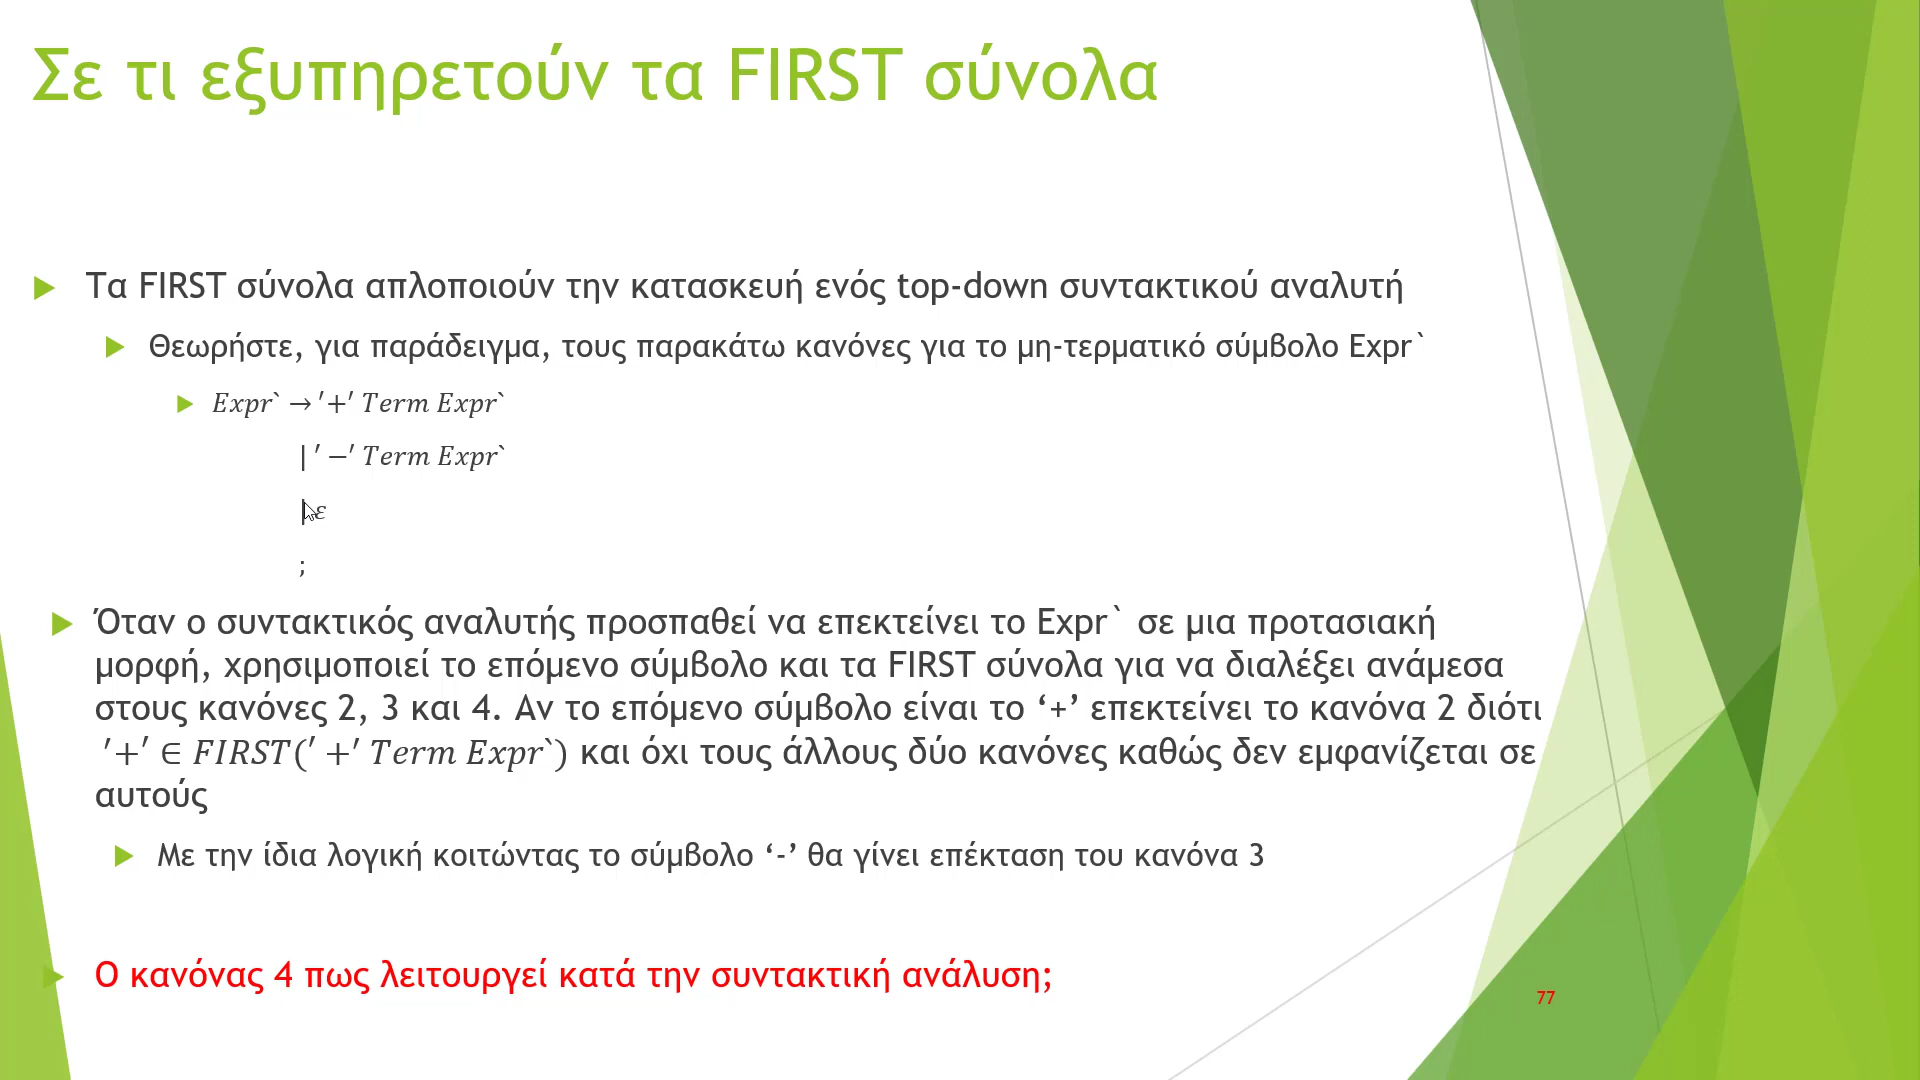 Σε τι εξυπηρετούν τα FIRST σύνολα
Τα FIRST σύνολα απλοποιούν την κατασκευή ενός top-down συντακτικού αναλυτή
Θεωρήστε, για παράδειγμα, τους παρακάτω κανόνες για το μη-τερματικό σύμβολο Expr`
Expr` → ′+′ Term Expr`
| ′ −′ Term Expr`
| ε
;
Όταν ο συντακτικός αναλυτής προσπαθεί να επεκτείνει το Expr` σε μια προτασιακή
μορφή, χρησιμοποιεί το επόμενο σύμβολο και τα FIRST σύνολα για να διαλέξει ανάμεσα
στους κανόνες 2, 3 και 4. Αν το επόμενο σύμβολο είναι το ‘+’ επεκτείνει το κανόνα 2 διότι
′+′ ∈ FIRST(′ +′ Term Expr`) και όχι τους άλλους δύο κανόνες καθώς δεν εμφανίζεται σε
αυτούς
Με την ίδια λογική κοιτώντας το σύμβολο ‘-’ θα γίνει επέκταση του κανόνα 3
Ο κανόνας 4 πως λειτουργεί κατά την συντακτική ανάλυση;
77